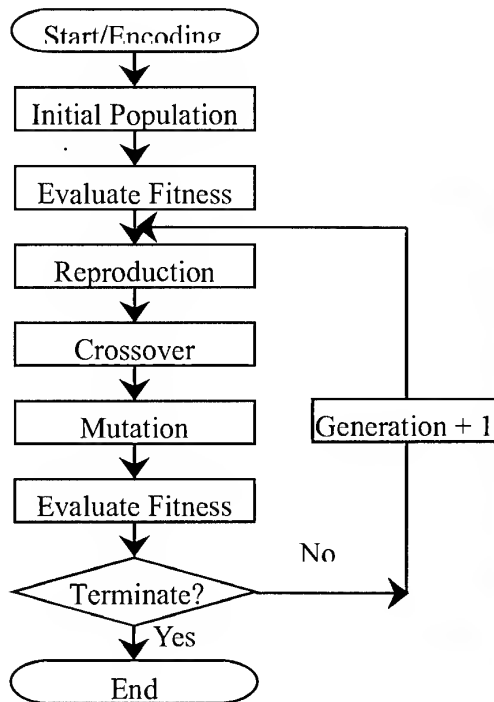 Start/Encoding
Initial Population
Evaluate Fitness
Reproduction
Crossover
Mutation
Generation + 1
Evaluate Fitness
No
Terminate?
Yes
End